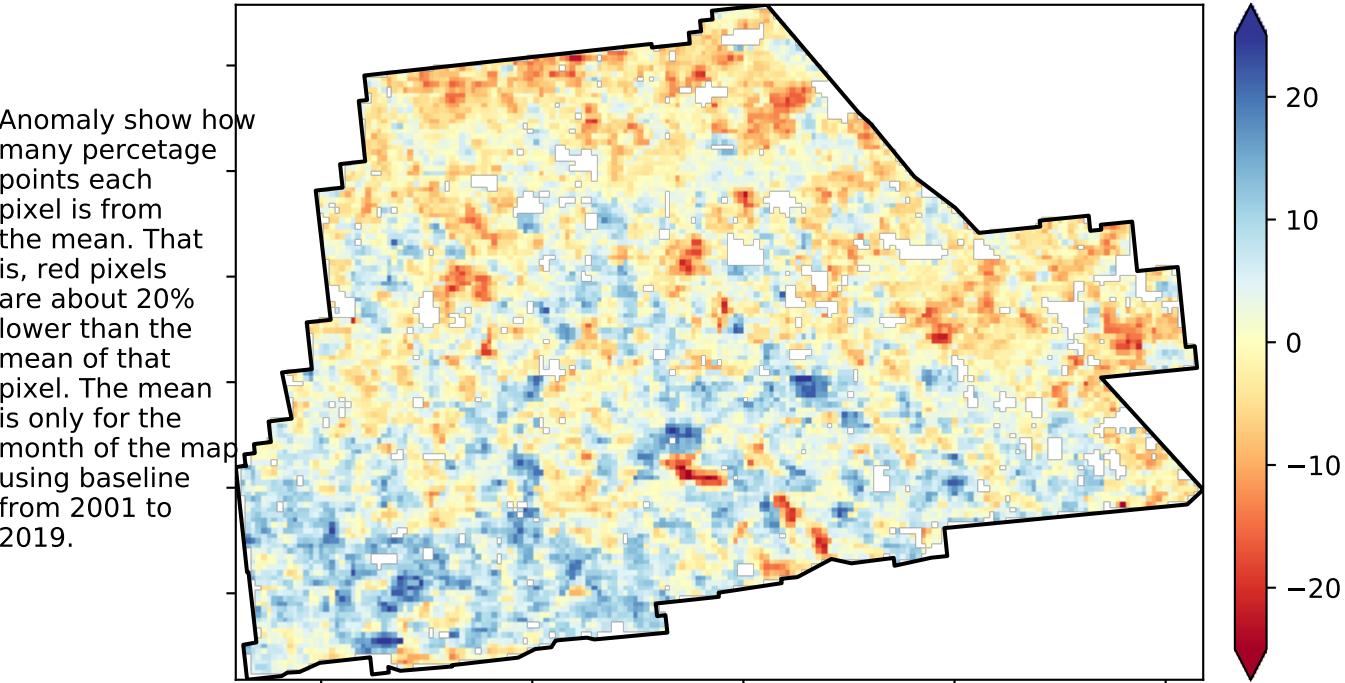 Anomaly show how
many percetage
points each
pixel is from
the mean. That
is, red pixels
are about 20%
lower than the
mean of that
pixel. The mean
is only for the
month of the map
using baseline
from 2001 to
2019.
20
10
0
−10
−20